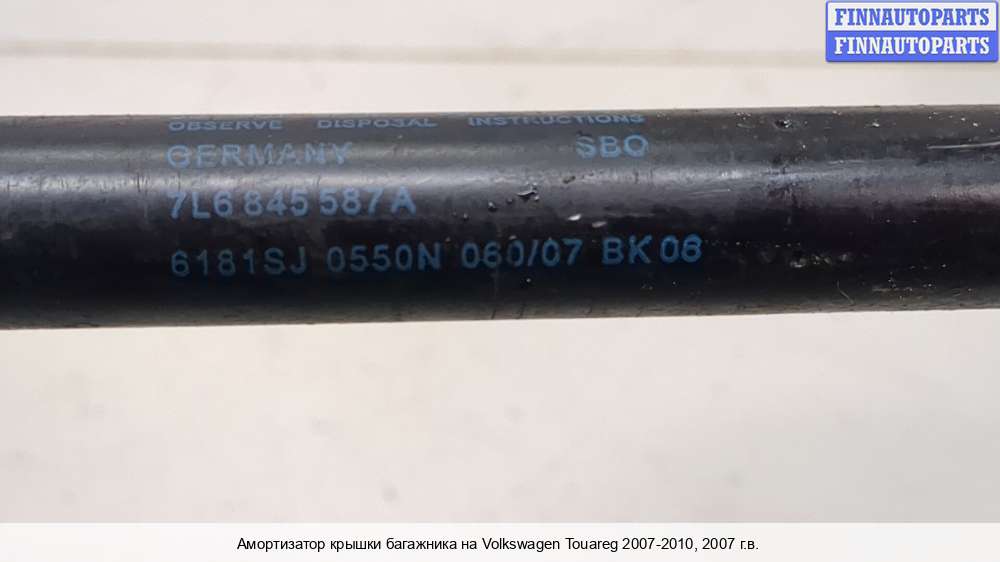 FINNAUTOPARTS
FINNAUTOPARTS
OBSERVE DISPOSAL INSTRUCTIONS
GERMANY SBO
7L6 845 587 A
6181SJ 0550N 060/07 BK06
Амортизатор крышки багажника на Volkswagen Touareg 2007-2010, 2007 г.в.